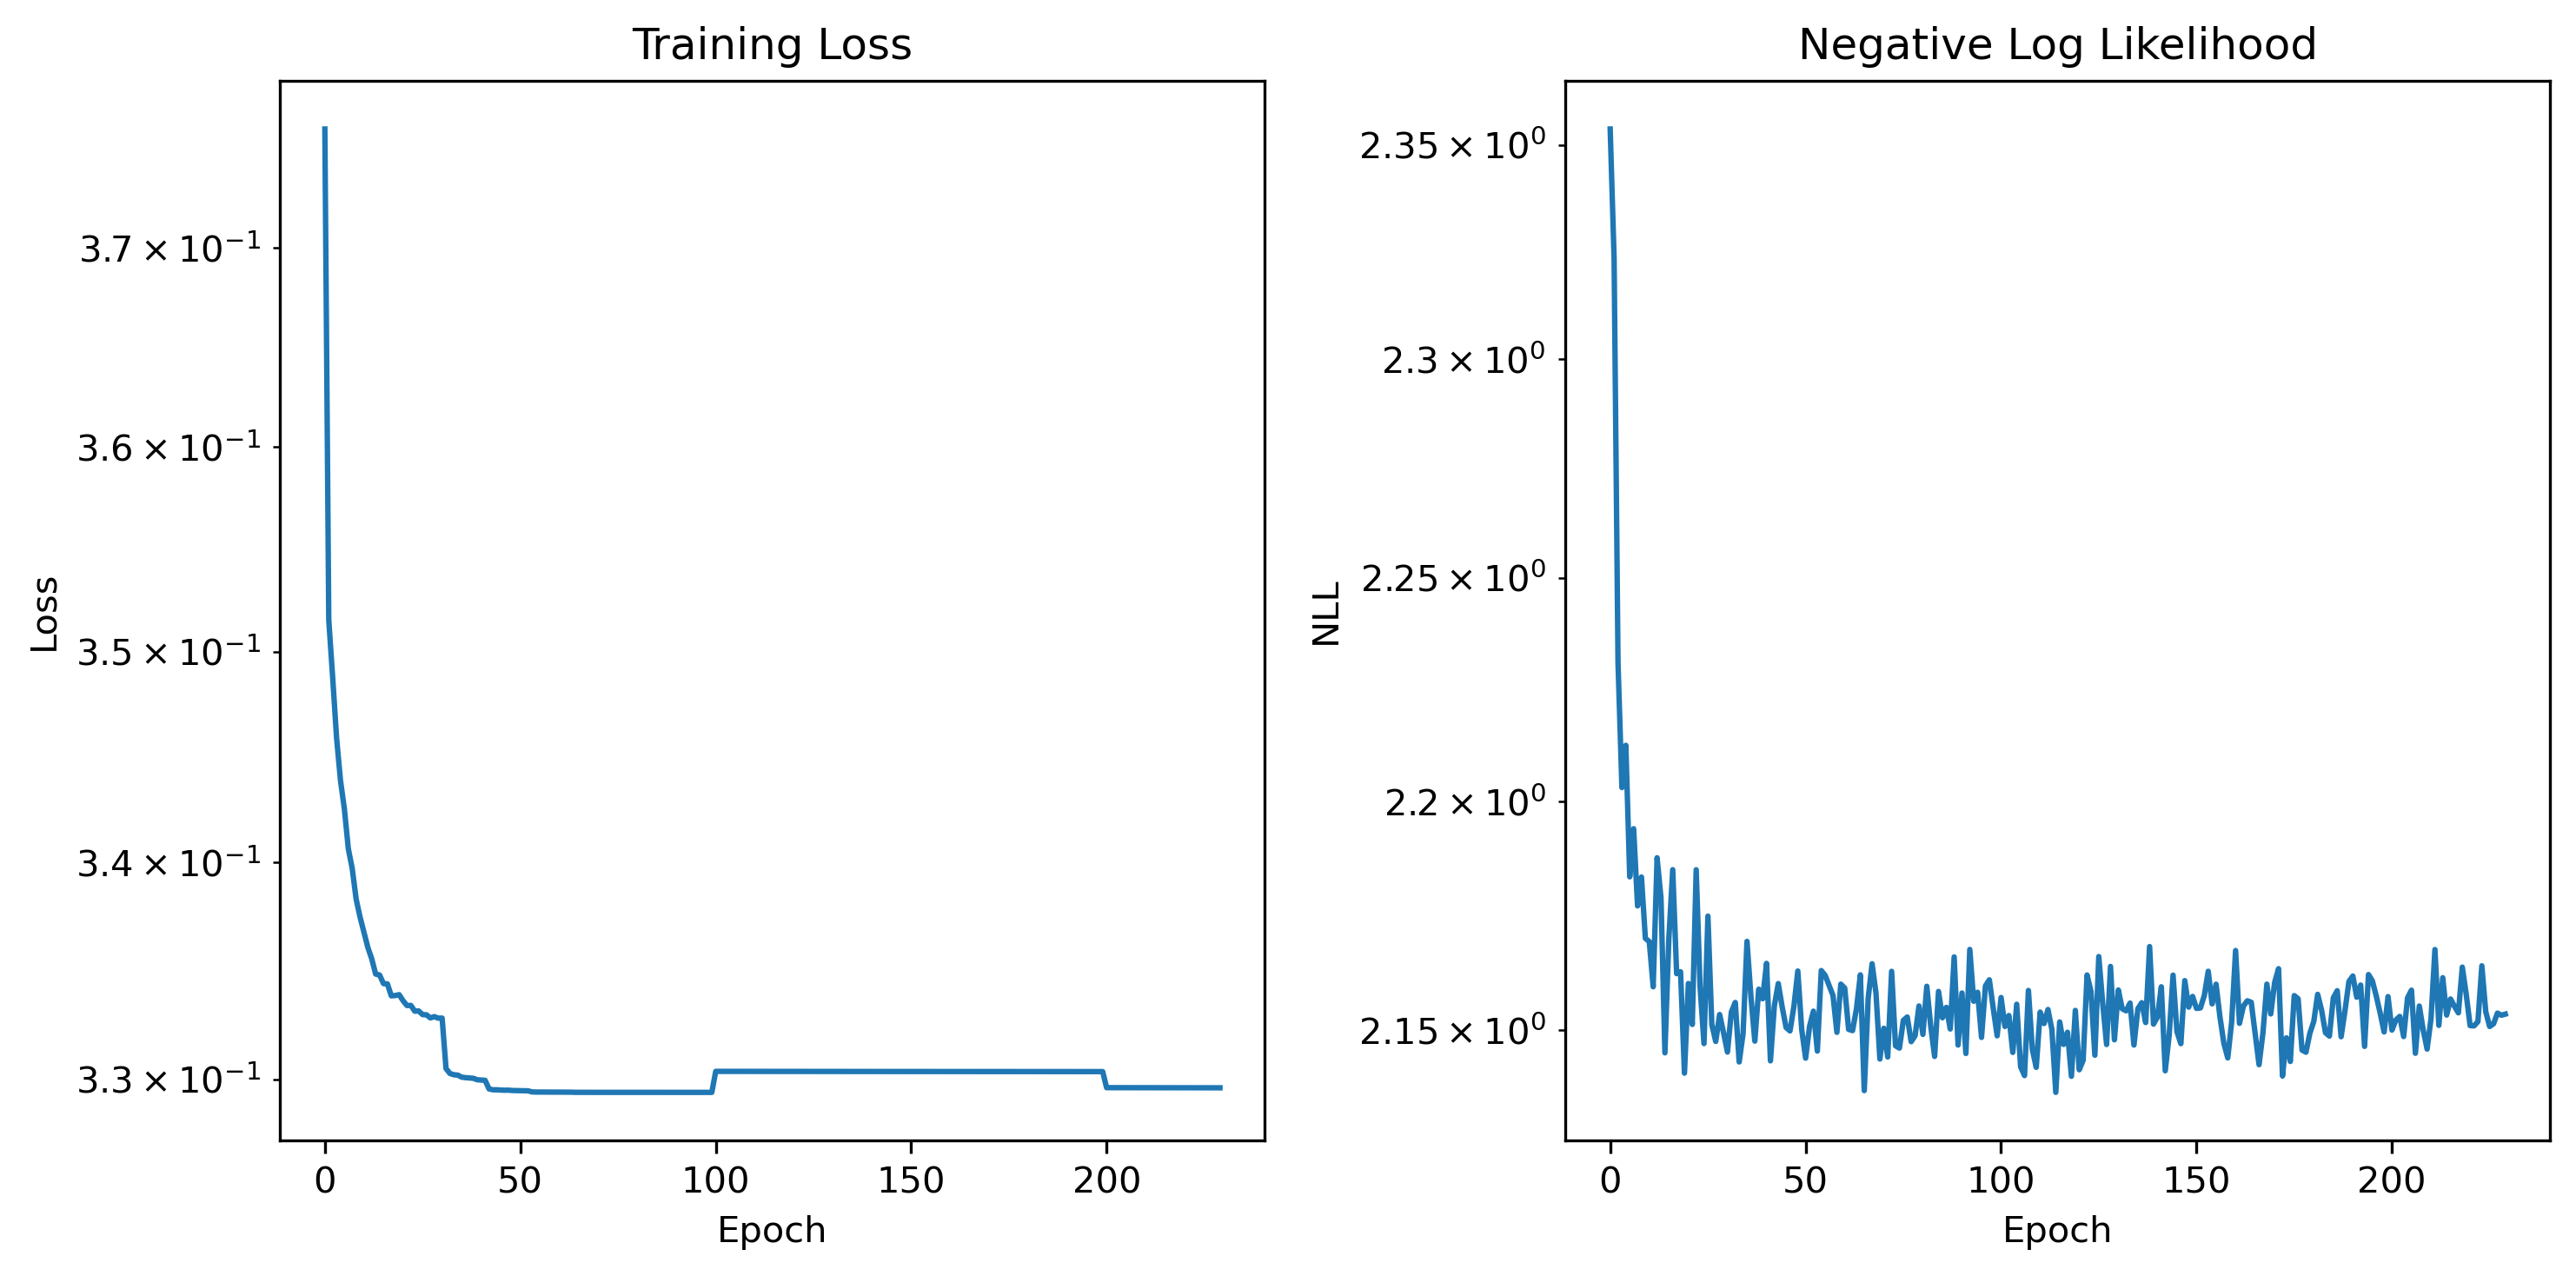 Training Loss
3.7 × 10⁻¹
3.6 × 10⁻¹
3.5 × 10⁻¹
3.4 × 10⁻¹
3.3 × 10⁻¹
Loss
0 50 100 150 200
Epoch
Negative Log Likelihood
2.35 × 10⁰
2.3 × 10⁰
2.25 × 10⁰
2.2 × 10⁰
2.15 × 10⁰
NLL
0 50 100 150 200
Epoch